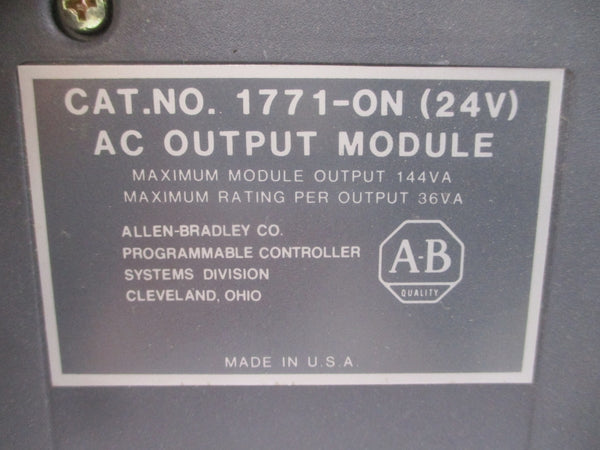 CAT.NO. 1771-ON (24V)
AC OUTPUT MODULE
MAXIMUM MODULE OUTPUT 144VA
MAXIMUM RATING PER OUTPUT 36VA
ALLEN-BRADLEY CO.
PROGRAMMABLE CONTROLLER
SYSTEMS DIVISION
CLEVELAND, OHIO
A-B
QUALITY
MADE IN U.S.A.